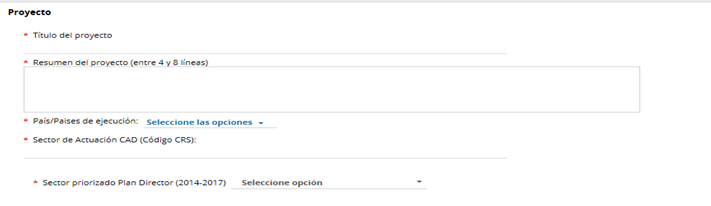 Proyecto
* Título del proyecto
* Resumen del proyecto (entre 4 y 8 líneas)
* País/Paises de ejecución: Seleccione las opciones
* Sector de Actuación CAD (Código CRS):
* Sector priorizado Plan Director (2014-2017) Seleccione opción